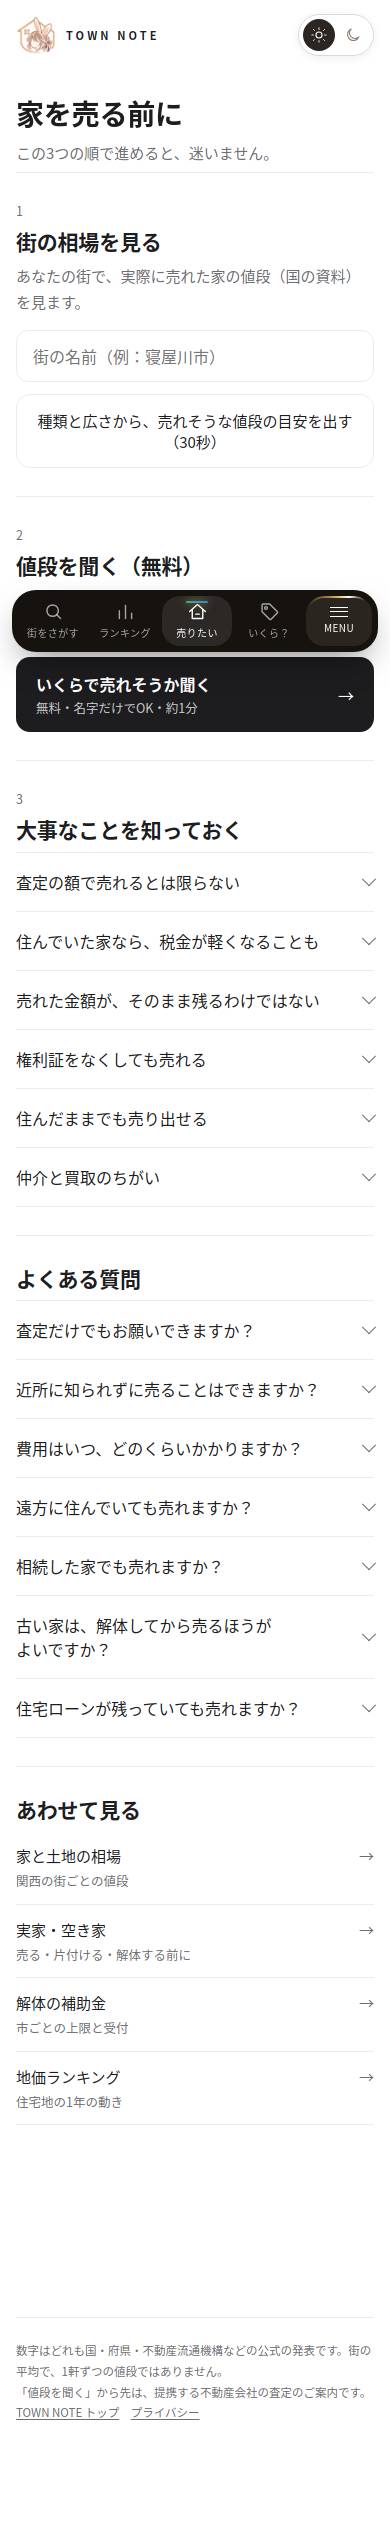 TOWN NOTE
家を売る前に
この3つの順で進めると、迷いません。
1
街の相場を見る
あなたの街で、実際に売れた家の値段（国の資料）
を見ます。
街の名前（例：寝屋川市）
種類と広さから、売れそうな値段の目安を出す
（30秒）
2
値段を聞く（無料）
街をさがす
ランキング
売りたい
いくら？
MENU
いくらで売れそうか聞く
無料・名字だけでOK・約1分
→
3
大事なことを知っておく
査定の額で売れるとは限らない
住んでいた家なら、税金が軽くなることも
売れた金額が、そのまま残るわけではない
権利証をなくしても売れる
住んだままでも売り出せる
仲介と買取のちがい
よくある質問
査定だけでもお願いできますか？
近所に知られずに売ることはできますか？
費用はいつ、どのくらいかかりますか？
遠方に住んでいても売れますか？
相続した家でも売れますか？
古い家は、解体してから売るほうが
よいですか？
住宅ローンが残っていても売れますか？
あわせて見る
家と土地の相場 →
関西の街ごとの値段
実家・空き家 →
売る・片付ける・解体する前に
解体の補助金 →
市ごとの上限と受付
地価ランキング →
住宅地の1年の動き
数字はどれも国・府県・不動産流通機構などの公式の発表です。街の
平均で、1軒ずつの値段ではありません。
「値段を聞く」から先は、提携する不動産会社の査定のご案内です。
TOWN NOTE トップ プライバシー